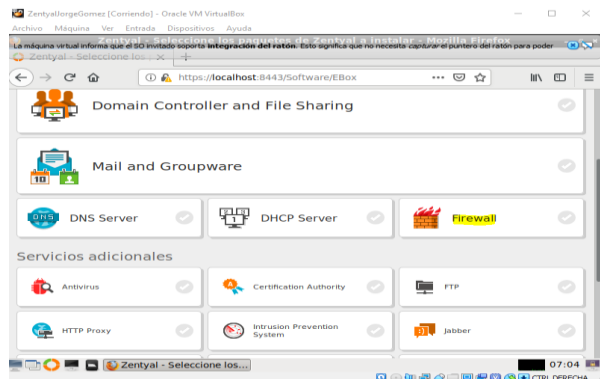 ZentyalJorgeGomez [Corriendo] - Oracle VM VirtualBox
Archivo Máquina Ver Entrada Dispositivos Ayuda
Zentyal - Seleccione los paquetes de Zentyal a instalar - Mozilla Firefox
La máquina virtual informa que el SO invitado soporta integración del ratón. Esto significa que no necesita capturar el puntero del ratón para poder
Zentyal - Seleccione los
https://localhost:8443/Software/EBox
Domain Controller and File Sharing
Mail and Groupware
DNS Server
DHCP Server
Firewall
Servicios adicionales
Antivirus
Certification Authority
FTP
HTTP Proxy
Intrusion Prevention
System
Jabber
Zentyal - Seleccione los...
07:04
CTRL DERECHA